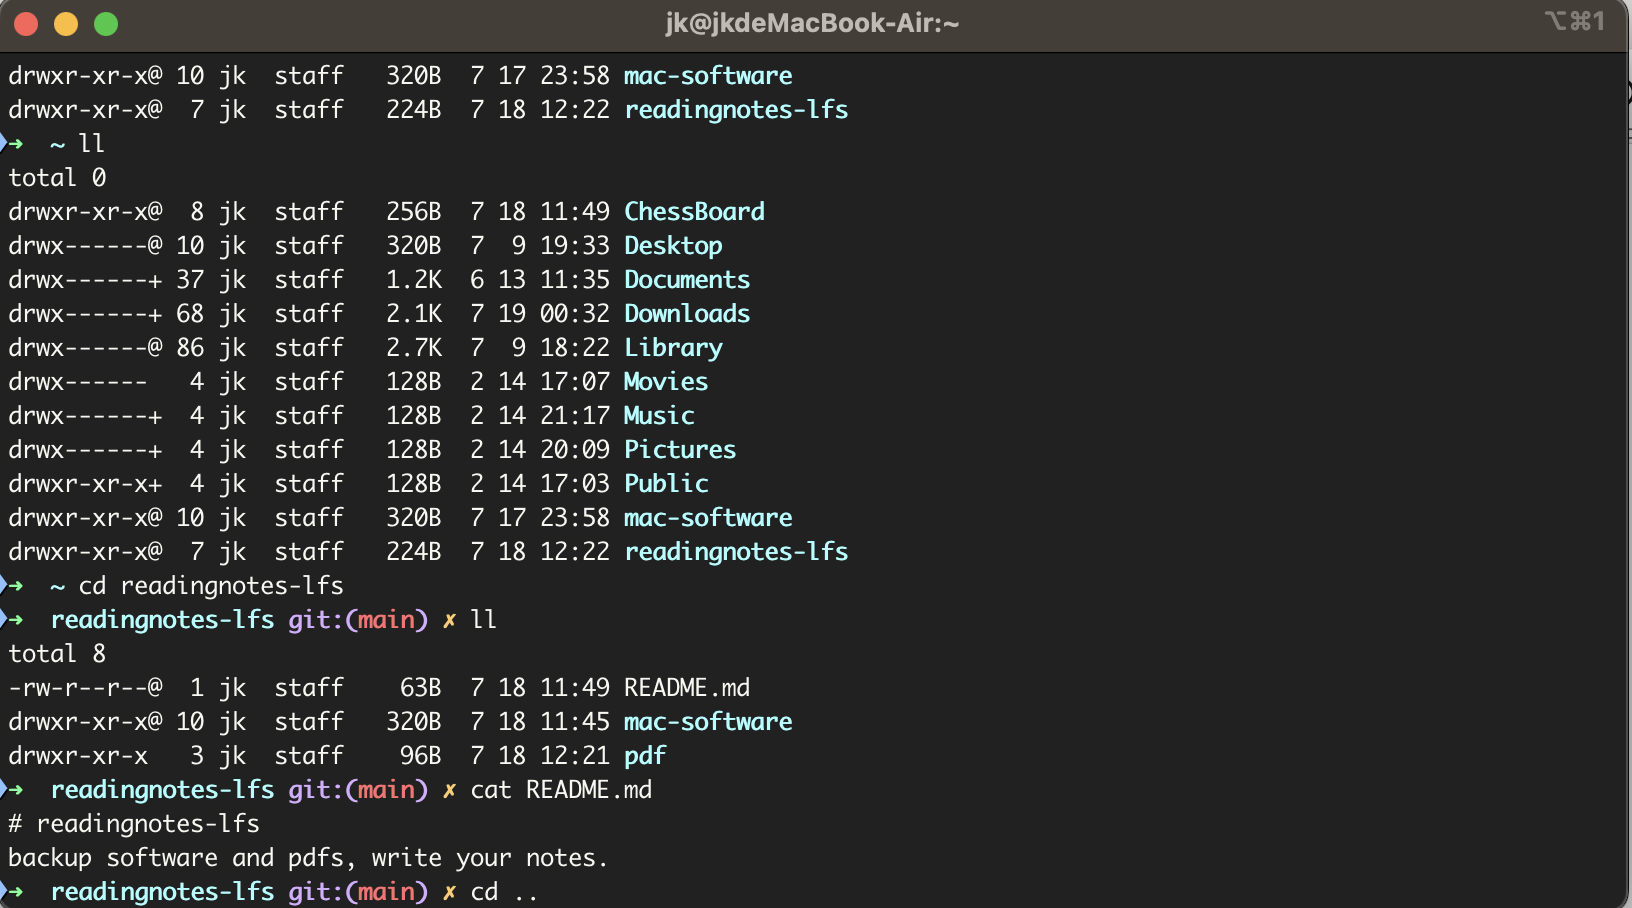 jk@jkdeMacBook-Air:~ ⌥⌘1
drwxr-xr-x@ 10 jk  staff   320B  7 17 23:58 mac-software
drwxr-xr-x@  7 jk  staff   224B  7 18 12:22 readingnotes-lfs
➜  ~ ll
total 0
drwxr-xr-x@  8 jk  staff   256B  7 18 11:49 ChessBoard
drwx------@ 10 jk  staff   320B  7  9 19:33 Desktop
drwx------+ 37 jk  staff   1.2K  6 13 11:35 Documents
drwx------+ 68 jk  staff   2.1K  7 19 00:32 Downloads
drwx------@ 86 jk  staff   2.7K  7  9 18:22 Library
drwx------   4 jk  staff   128B  2 14 17:07 Movies
drwx------+  4 jk  staff   128B  2 14 21:17 Music
drwx------+  4 jk  staff   128B  2 14 20:09 Pictures
drwxr-xr-x+  4 jk  staff   128B  2 14 17:03 Public
drwxr-xr-x@ 10 jk  staff   320B  7 17 23:58 mac-software
drwxr-xr-x@  7 jk  staff   224B  7 18 12:22 readingnotes-lfs
➜  ~ cd readingnotes-lfs
➜  readingnotes-lfs git:(main) ✗ ll
total 8
-rw-r--r--@  1 jk  staff    63B  7 18 11:49 README.md
drwxr-xr-x@ 10 jk  staff   320B  7 18 11:45 mac-software
drwxr-xr-x   3 jk  staff    96B  7 18 12:21 pdf
➜  readingnotes-lfs git:(main) ✗ cat README.md
# readingnotes-lfs
backup software and pdfs, write your notes.
➜  readingnotes-lfs git:(main) ✗ cd ..